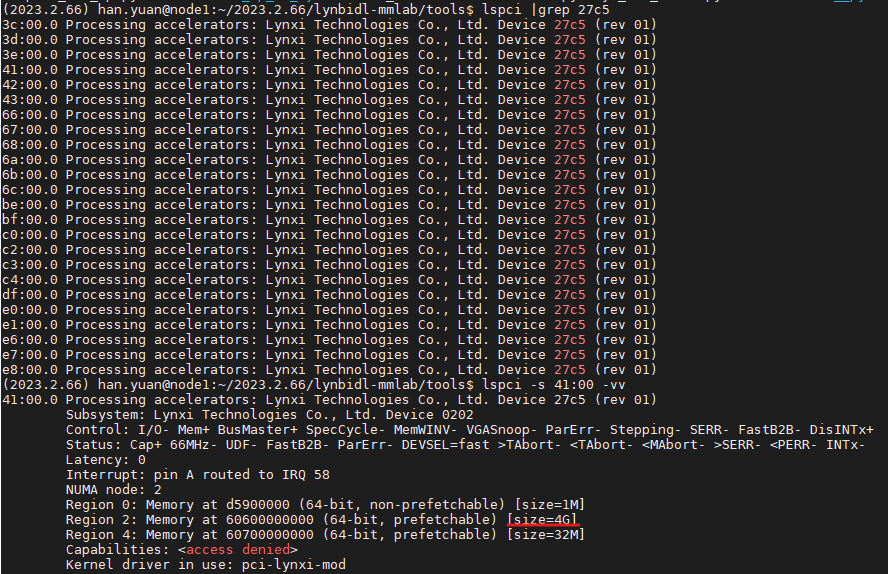 (2023.2.66) han.yuan@node1:~/2023.2.66/lynbidl-mmlab/tools$ lspci |grep 27c5
3c:00.0 Processing accelerators: Lynxi Technologies Co., Ltd. Device 27c5 (rev 01)
3d:00.0 Processing accelerators: Lynxi Technologies Co., Ltd. Device 27c5 (rev 01)
3e:00.0 Processing accelerators: Lynxi Technologies Co., Ltd. Device 27c5 (rev 01)
41:00.0 Processing accelerators: Lynxi Technologies Co., Ltd. Device 27c5 (rev 01)
42:00.0 Processing accelerators: Lynxi Technologies Co., Ltd. Device 27c5 (rev 01)
43:00.0 Processing accelerators: Lynxi Technologies Co., Ltd. Device 27c5 (rev 01)
66:00.0 Processing accelerators: Lynxi Technologies Co., Ltd. Device 27c5 (rev 01)
67:00.0 Processing accelerators: Lynxi Technologies Co., Ltd. Device 27c5 (rev 01)
68:00.0 Processing accelerators: Lynxi Technologies Co., Ltd. Device 27c5 (rev 01)
6a:00.0 Processing accelerators: Lynxi Technologies Co., Ltd. Device 27c5 (rev 01)
6b:00.0 Processing accelerators: Lynxi Technologies Co., Ltd. Device 27c5 (rev 01)
6c:00.0 Processing accelerators: Lynxi Technologies Co., Ltd. Device 27c5 (rev 01)
be:00.0 Processing accelerators: Lynxi Technologies Co., Ltd. Device 27c5 (rev 01)
bf:00.0 Processing accelerators: Lynxi Technologies Co., Ltd. Device 27c5 (rev 01)
c0:00.0 Processing accelerators: Lynxi Technologies Co., Ltd. Device 27c5 (rev 01)
c2:00.0 Processing accelerators: Lynxi Technologies Co., Ltd. Device 27c5 (rev 01)
c3:00.0 Processing accelerators: Lynxi Technologies Co., Ltd. Device 27c5 (rev 01)
c4:00.0 Processing accelerators: Lynxi Technologies Co., Ltd. Device 27c5 (rev 01)
df:00.0 Processing accelerators: Lynxi Technologies Co., Ltd. Device 27c5 (rev 01)
e0:00.0 Processing accelerators: Lynxi Technologies Co., Ltd. Device 27c5 (rev 01)
e1:00.0 Processing accelerators: Lynxi Technologies Co., Ltd. Device 27c5 (rev 01)
e6:00.0 Processing accelerators: Lynxi Technologies Co., Ltd. Device 27c5 (rev 01)
e7:00.0 Processing accelerators: Lynxi Technologies Co., Ltd. Device 27c5 (rev 01)
e8:00.0 Processing accelerators: Lynxi Technologies Co., Ltd. Device 27c5 (rev 01)
(2023.2.66) han.yuan@node1:~/2023.2.66/lynbidl-mmlab/tools$ lspci -s 41:00 -vv
41:00.0 Processing accelerators: Lynxi Technologies Co., Ltd. Device 27c5 (rev 01)
Subsystem: Lynxi Technologies Co., Ltd. Device 0202
Control: I/O- Mem+ BusMaster+ SpecCycle- MemWINV- VGASnoop- ParErr- Stepping- SERR- FastB2B- DisINTx+
Status: Cap+ 66MHz- UDF- FastB2B- ParErr- DEVSEL=fast >TAbort- <TAbort- <MAbort- >SERR- <PERR- INTx-
Latency: 0
Interrupt: pin A routed to IRQ 58
NUMA node: 2
Region 0: Memory at d5900000 (64-bit, non-prefetchable) [size=1M]
Region 2: Memory at 60600000000 (64-bit, prefetchable) [size=4G]
Region 4: Memory at 60700000000 (64-bit, prefetchable) [size=32M]
Capabilities: <access denied>
Kernel driver in use: pci-lynxi-mod